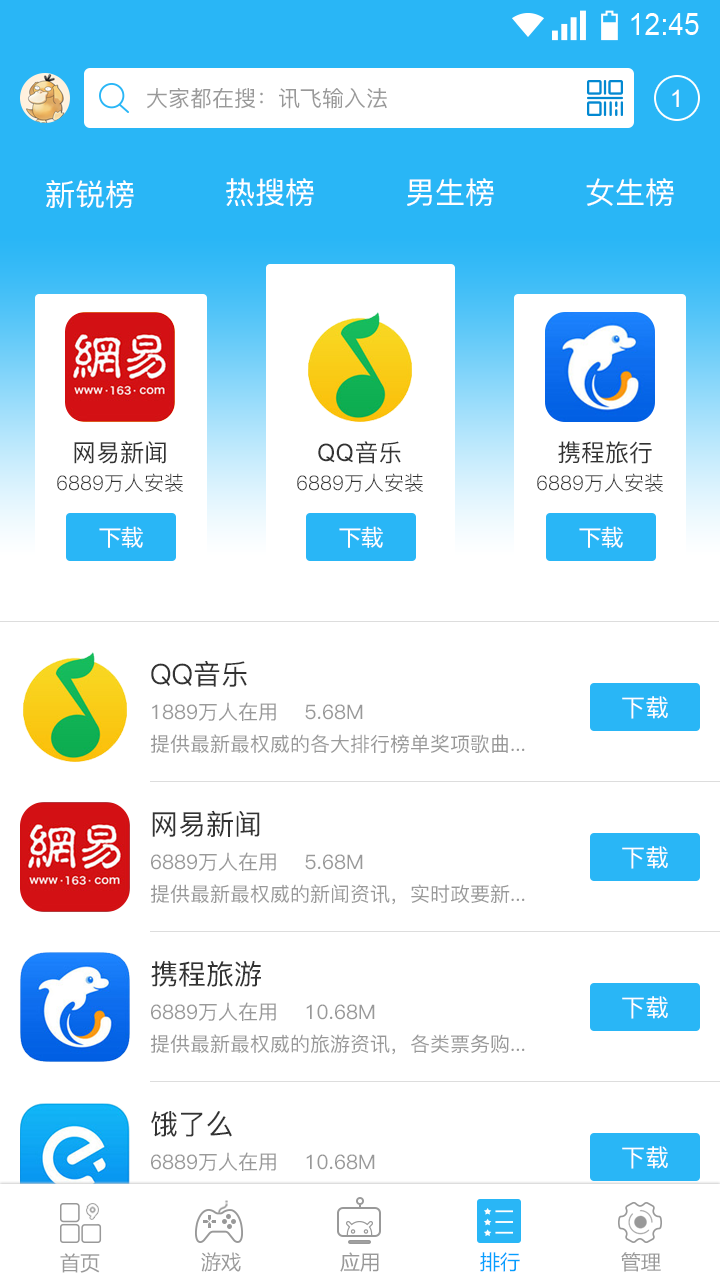 12:45
大家都在搜：讯飞输入法
1
新锐榜 热搜榜 男生榜 女生榜
網易
www·163·com
网易新闻 QQ音乐 携程旅行
6889万人安装 6889万人安装 6889万人安装
下载 下载 下载
QQ音乐
1889万人在用 5.68M
下载
提供最新最权威的各大排行榜单奖项歌曲...
網易
www·163·com
网易新闻
6889万人在用 5.68M
下载
提供最新最权威的新闻资讯，实时政要新...
携程旅游
6889万人在用 10.68M
下载
提供最新最权威的旅游资讯，各类票务购...
饿了么
6889万人在用 10.68M
下载
首页 游戏 应用 排行 管理